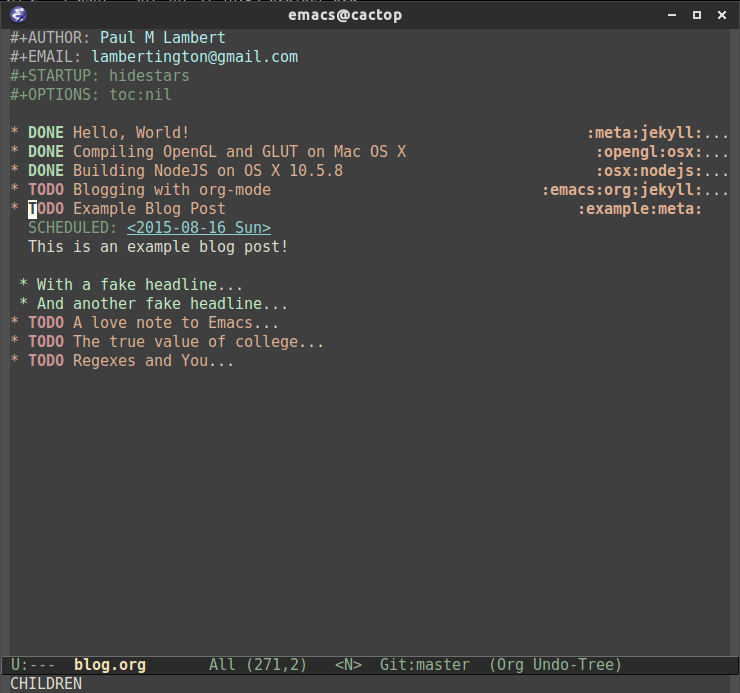 emacs@cactop
#+AUTHOR: Paul M Lambert
#+EMAIL: lambertington@gmail.com
#+STARTUP: hidestars
#+OPTIONS: toc:nil
* DONE Hello, World! :meta:jekyll:...
* DONE Compiling OpenGL and GLUT on Mac OS X :opengl:osx:...
* DONE Building NodeJS on OS X 10.5.8 :osx:nodejs:...
* TODO Blogging with org-mode :emacs:org:jekyll:...
* TODO Example Blog Post :example:meta:
SCHEDULED: <2015-08-16 Sun>
This is an example blog post!
* With a fake headline...
* And another fake headline...
* TODO A love note to Emacs...
* TODO The true value of college...
* TODO Regexes and You...
U:--- blog.org All (271,2) <N> Git:master (Org Undo-Tree)
CHILDREN